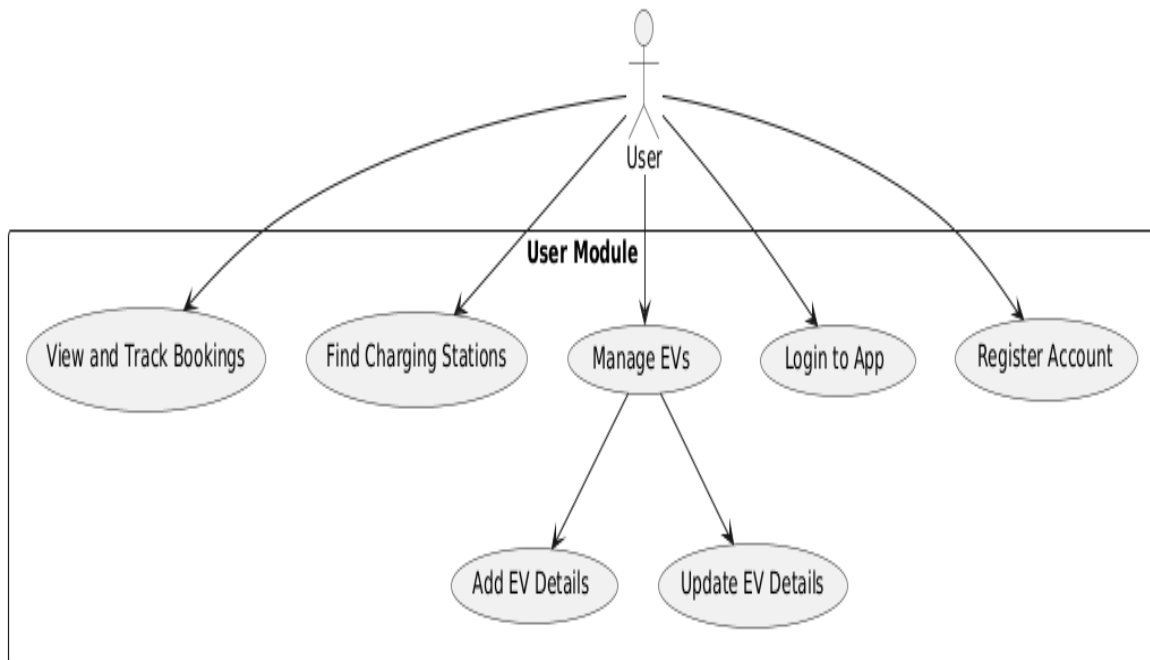 User
User Module
View and Track Bookings
Find Charging Stations
Manage EVs
Login to App
Register Account
Add EV Details
Update EV Details